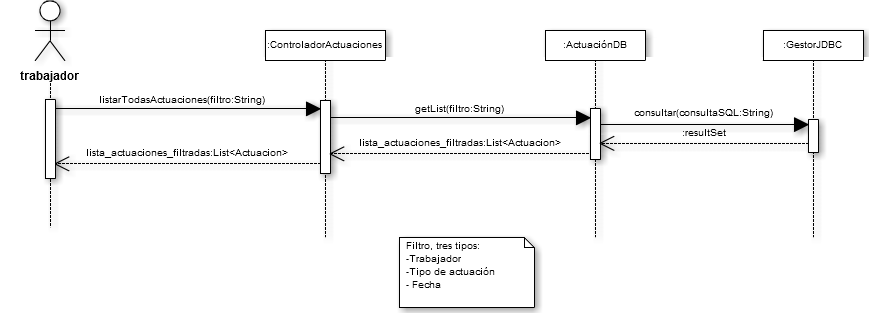 :ControladorActuaciones
:ActuaciónDB
:GestorJDBC
trabajador
listarTodasActuaciones(filtro:String)
getList(filtro:String)
consultar(consultaSQL:String)
:resultSet
lista_actuaciones_filtradas:List<Actuacion>
lista_actuaciones_filtradas:List<Actuacion>
Filtro, tres tipos:
-Trabajador
-Tipo de actuación
- Fecha